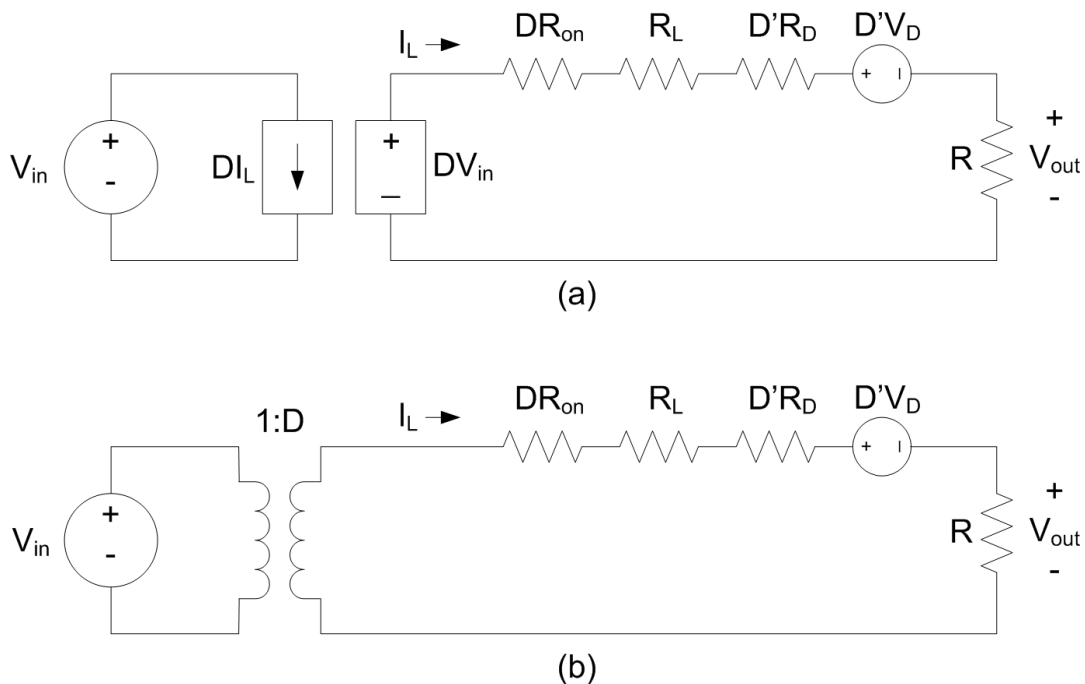 DR_on R_L D'R_D D'V_D
I_L
+ -
V_in + - DI_L + − DV_in R + V_out -
(a)
DR_on R_L D'R_D D'V_D
1:D I_L
+ -
V_in + - R + V_out -
(b)